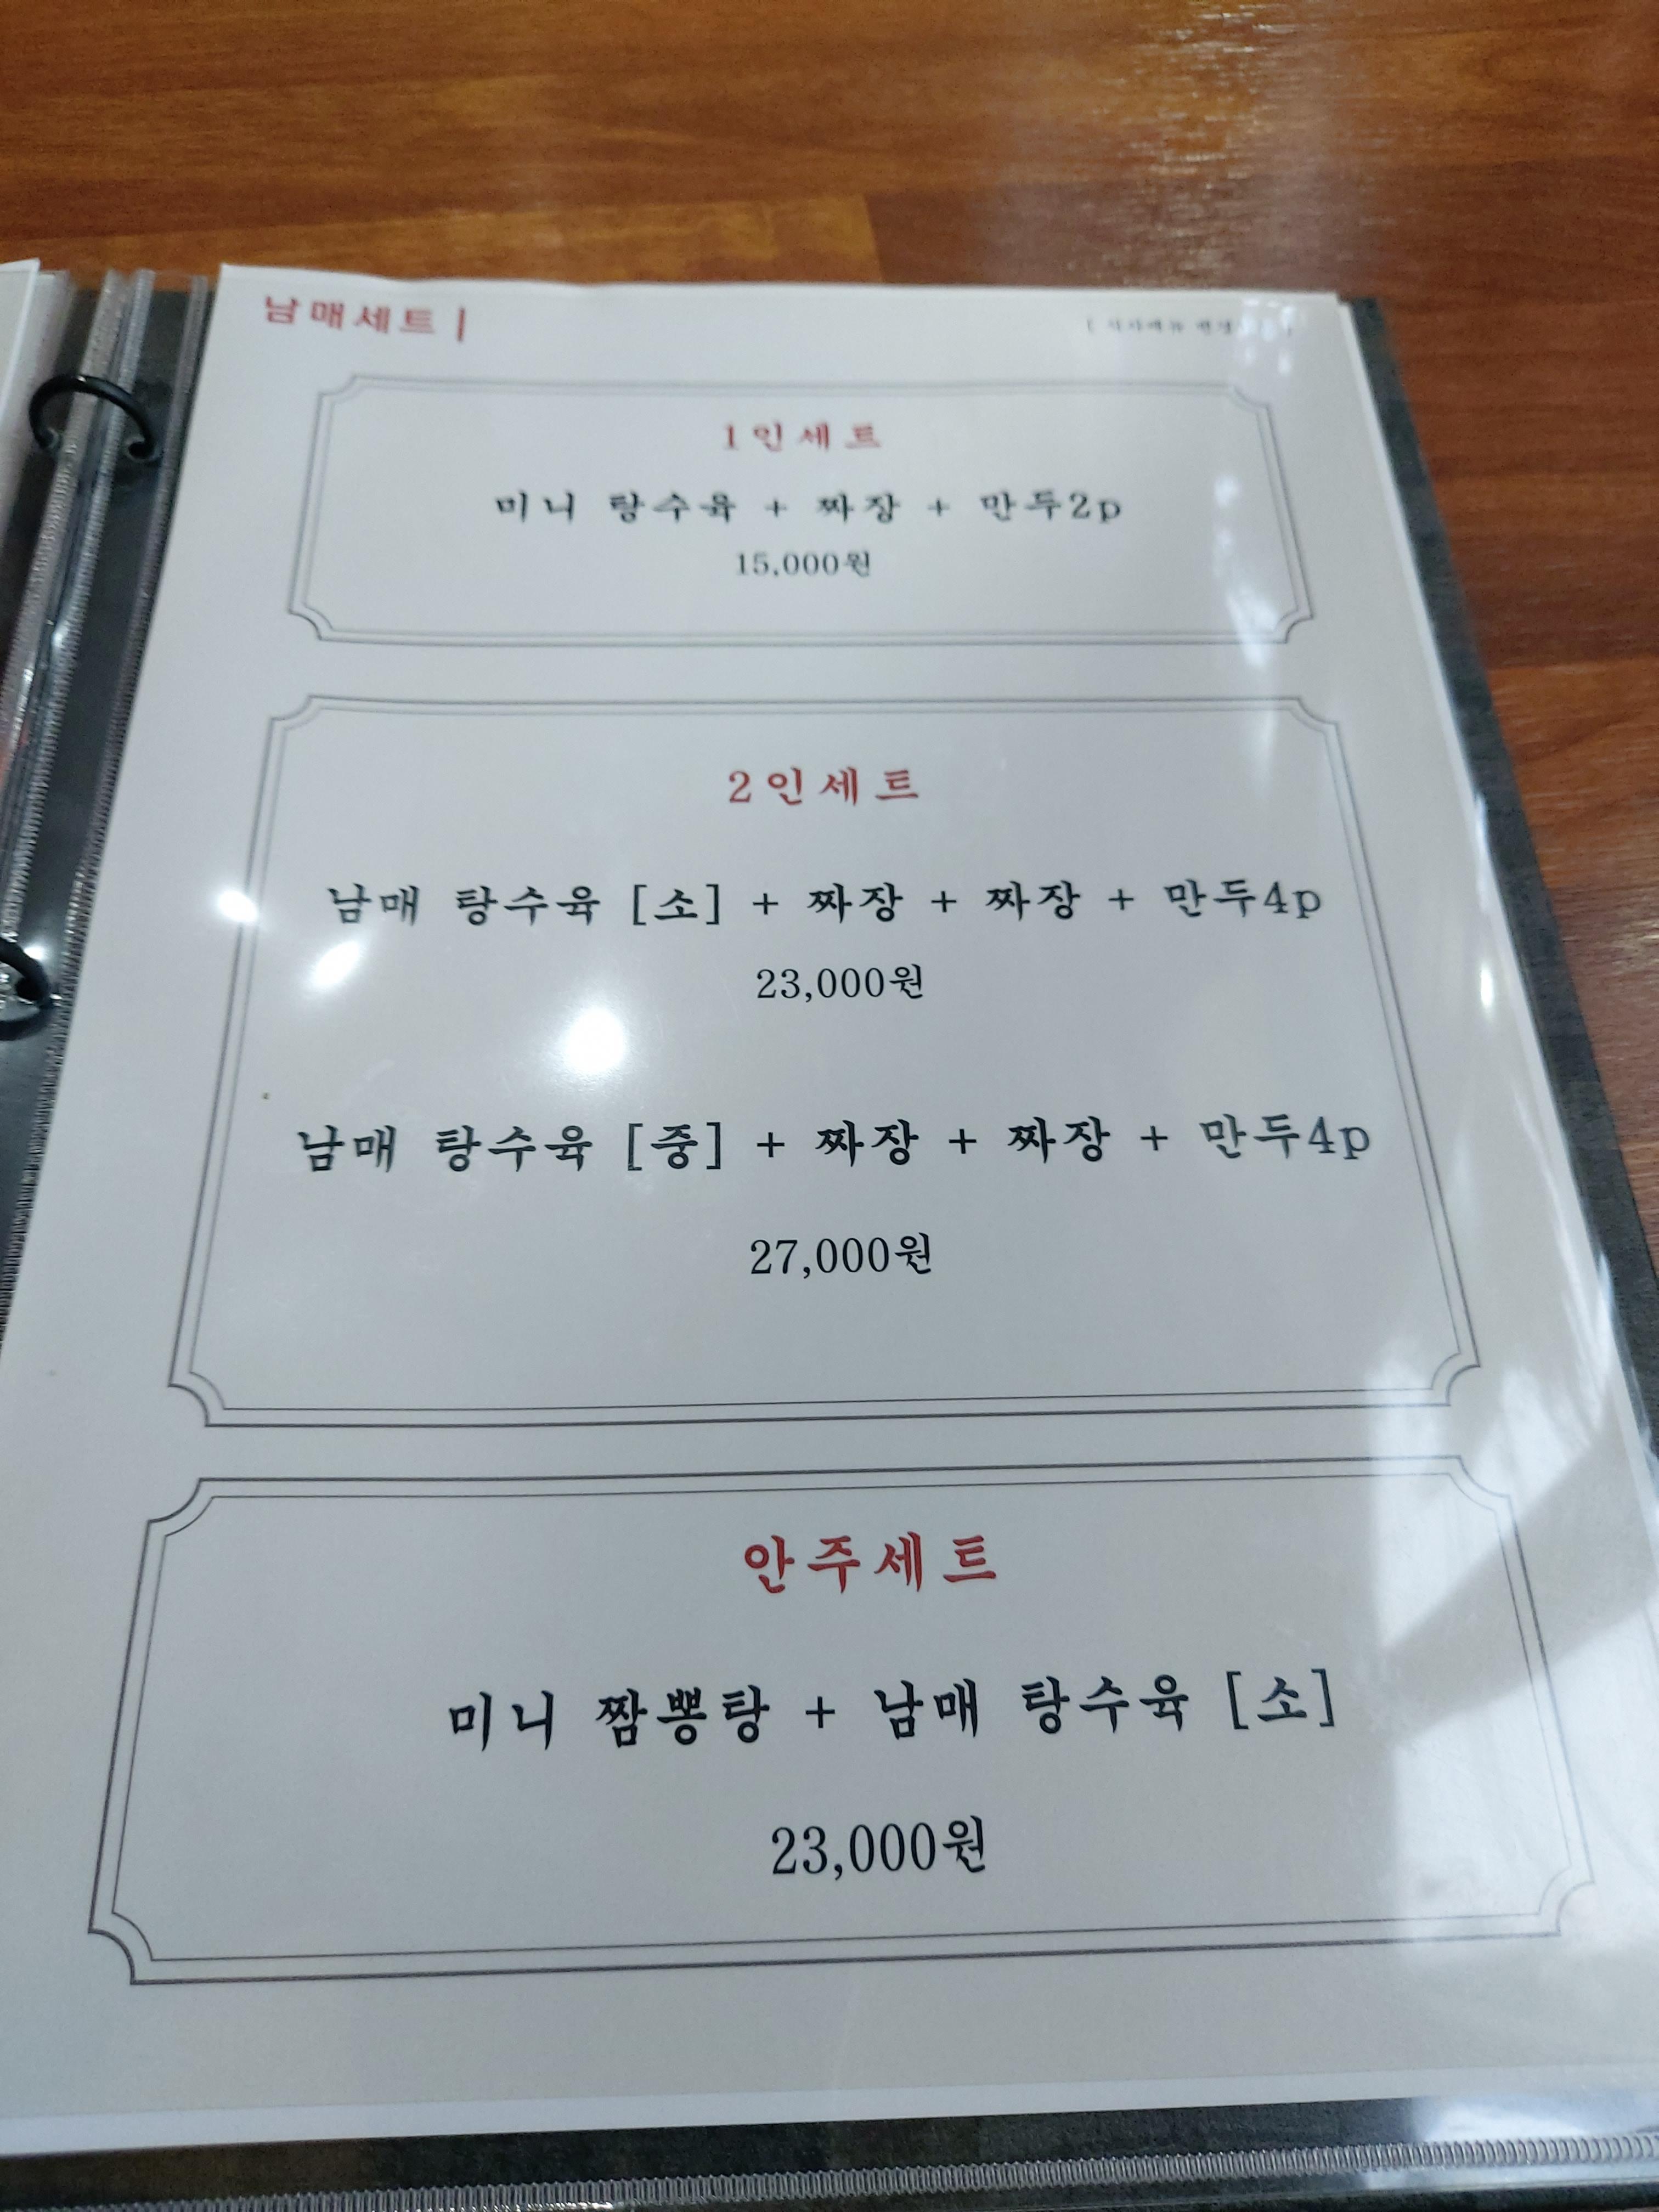 남매세트 |
1인세트
미니 탕수육 + 짜장 + 만두2p
15,000원
2인세트
남매 탕수육 [소] + 짜장 + 짜장 + 만두4p
23,000원
남매 탕수육 [중] + 짜장 + 짜장 + 만두4p
27,000원
안주세트
미니 짬뽕탕 + 남매 탕수육 [소]
23,000원